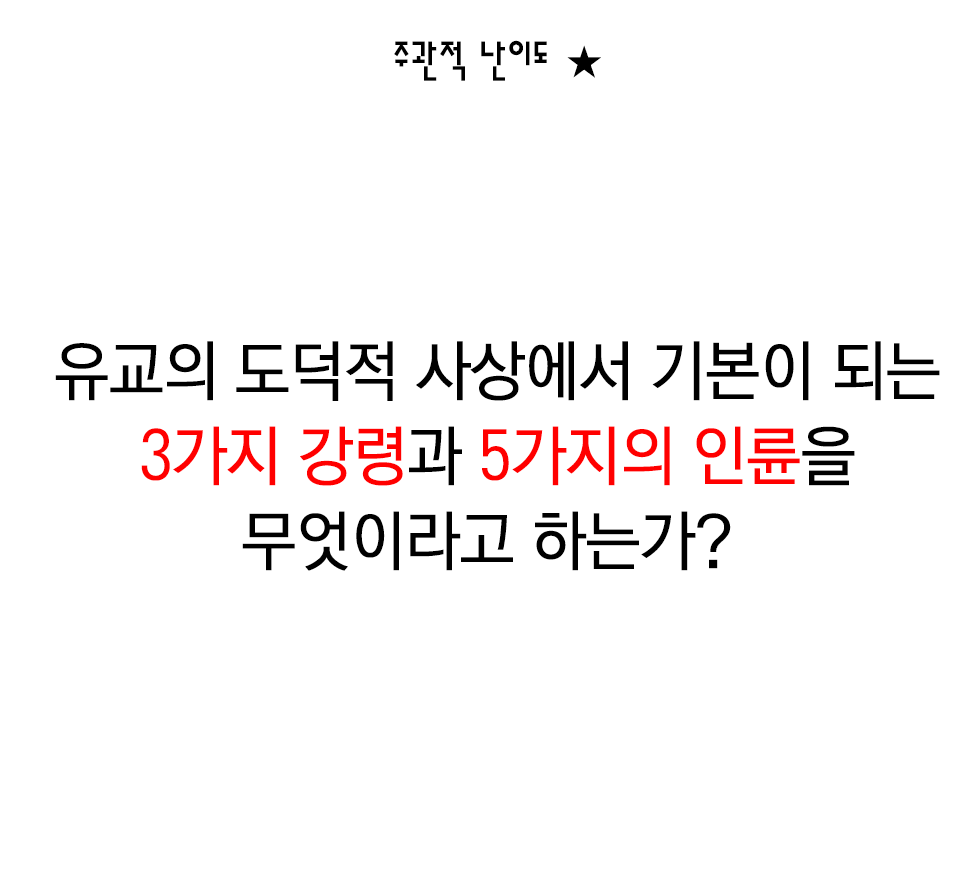 주관적 난이도 ★
유교의 도덕적 사상에서 기본이 되는
3가지 강령과 5가지의 인륜을
무엇이라고 하는가?